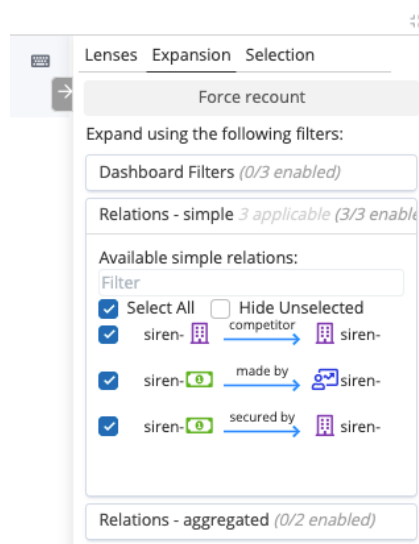 Lenses Expansion Selection
Force recount
Expand using the following filters:
Dashboard Filters (0/3 enabled)
Relations - simple 3 applicable (3/3 enable
Available simple relations:
Filter
Select All Hide Unselected
siren- competitor siren-
siren- made by siren-
siren- secured by siren-
Relations - aggregated (0/2 enabled)